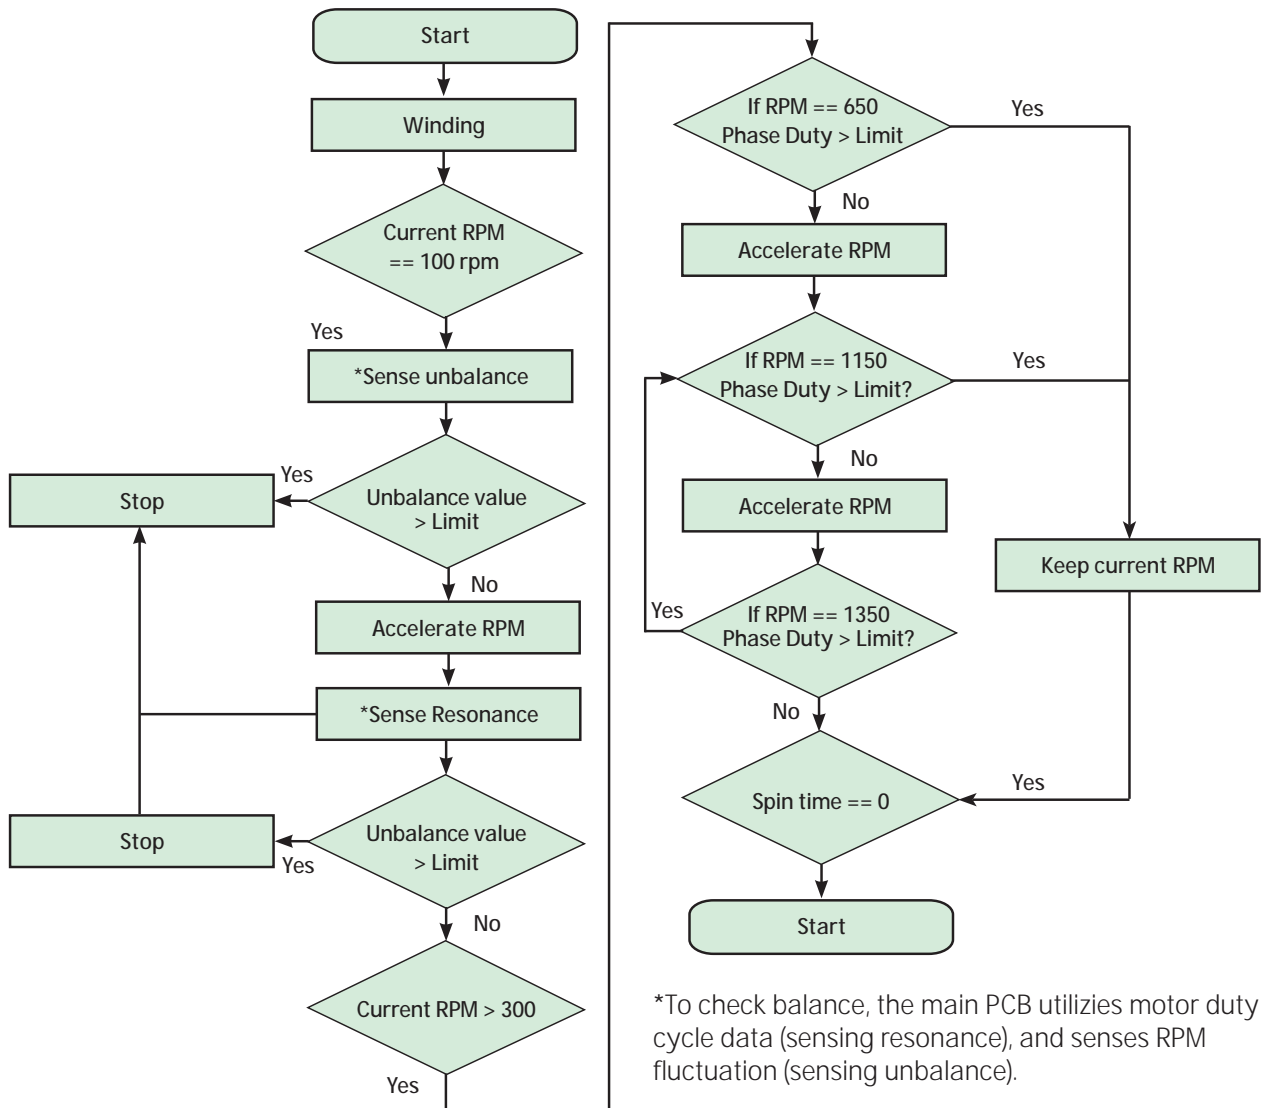 Start
Winding
Current RPM
== 100 rpm
Yes
*Sense unbalance
Yes
Stop
Unbalance value
> Limit
No
Accelerate RPM
*Sense Resonance
Stop
Unbalance value
> Limit
Yes
No
Current RPM > 300
Yes
If RPM == 650
Phase Duty > Limit
Yes
No
Accelerate RPM
If RPM == 1150
Phase Duty > Limit?
Yes
No
Accelerate RPM
Keep current RPM
If RPM == 1350
Phase Duty > Limit?
Yes
No
Spin time == 0
Yes
Start
*To check balance, the main PCB utilizies motor duty
cycle data (sensing resonance), and senses RPM
fluctuation (sensing unbalance).